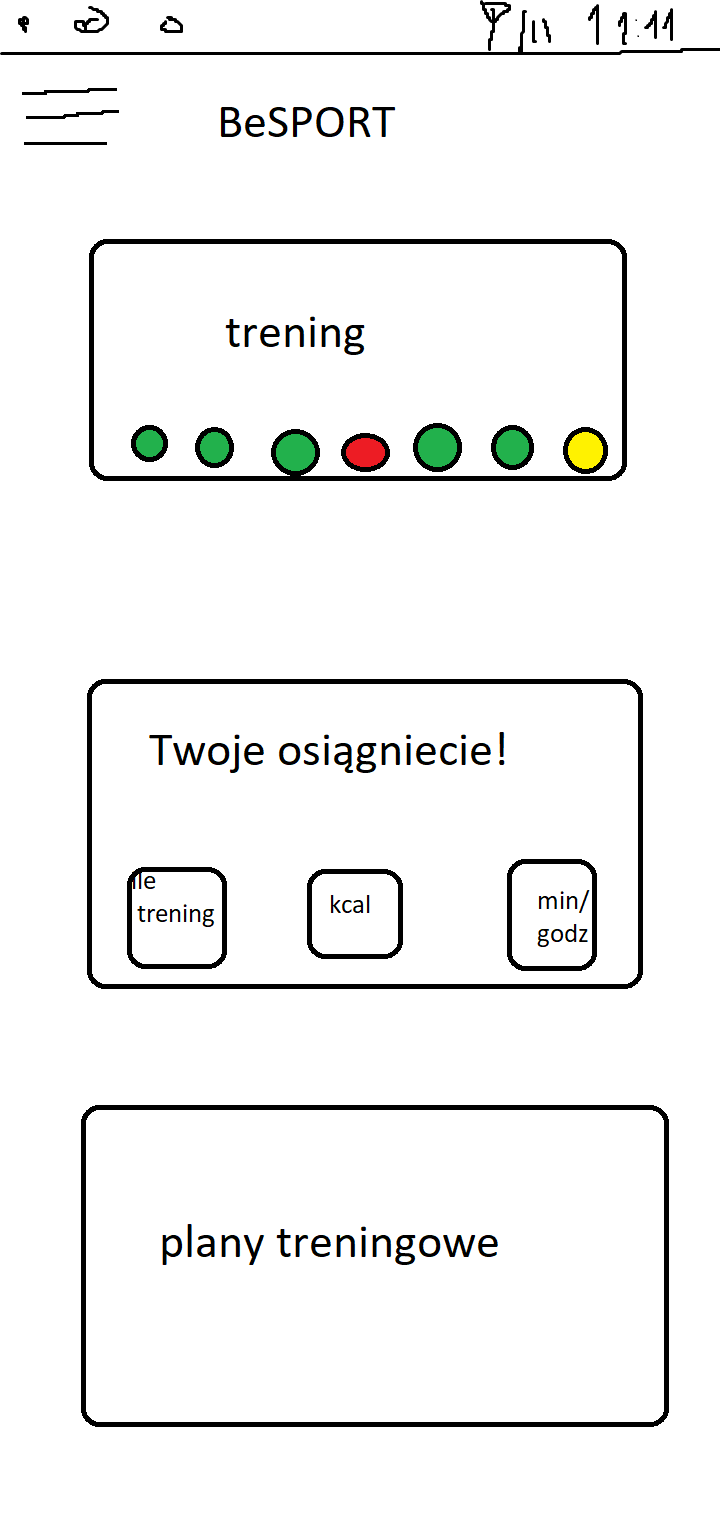 11:11
BeSPORT
trening
Twoje osiągniecie!
ile
trening
kcal
min/
godz
plany treningowe